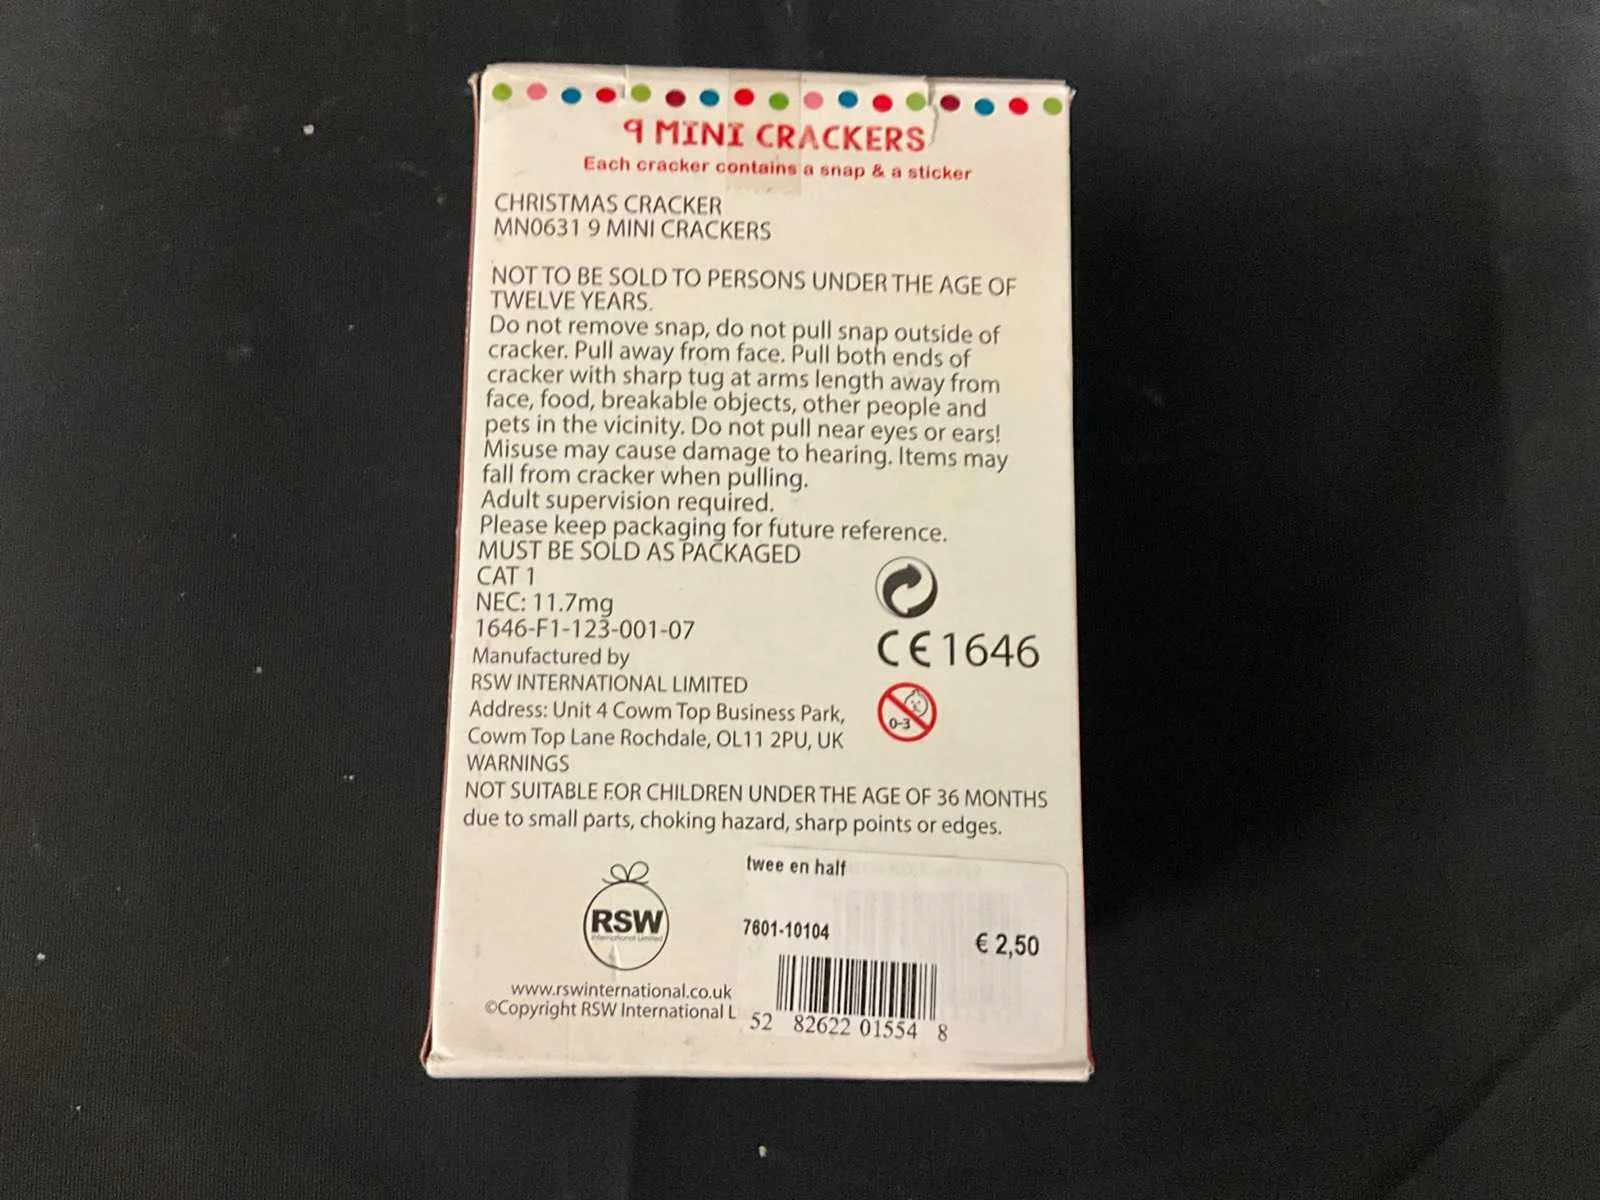 9 MINI CRACKERS
Each cracker contains a snap & a sticker
CHRISTMAS CRACKER
MN0631 9 MINI CRACKERS
NOT TO BE SOLD TO PERSONS UNDER THE AGE OF
TWELVE YEARS.
Do not remove snap, do not pull snap outside of
cracker. Pull away from face. Pull both ends of
cracker with sharp tug at arms length away from
face, food, breakable objects, other people and
pets in the vicinity. Do not pull near eyes or ears!
Misuse may cause damage to hearing. Items may
fall from cracker when pulling.
Adult supervision required.
Please keep packaging for future reference.
MUST BE SOLD AS PACKAGED
CAT 1
NEC: 11.7mg
1646-F1-123-001-07
CE 1646
Manufactured by
RSW INTERNATIONAL LIMITED
Address: Unit 4 Cowm Top Business Park,
Cowm Top Lane Rochdale, OL11 2PU, UK
0-3
WARNINGS
NOT SUITABLE FOR CHILDREN UNDER THE AGE OF 36 MONTHS
due to small parts, choking hazard, sharp points or edges.
RSW
International Limited
www.rswinternational.co.uk
©Copyright RSW International L
twee en half
7601-10104
€ 2,50
52 82622 01554 8